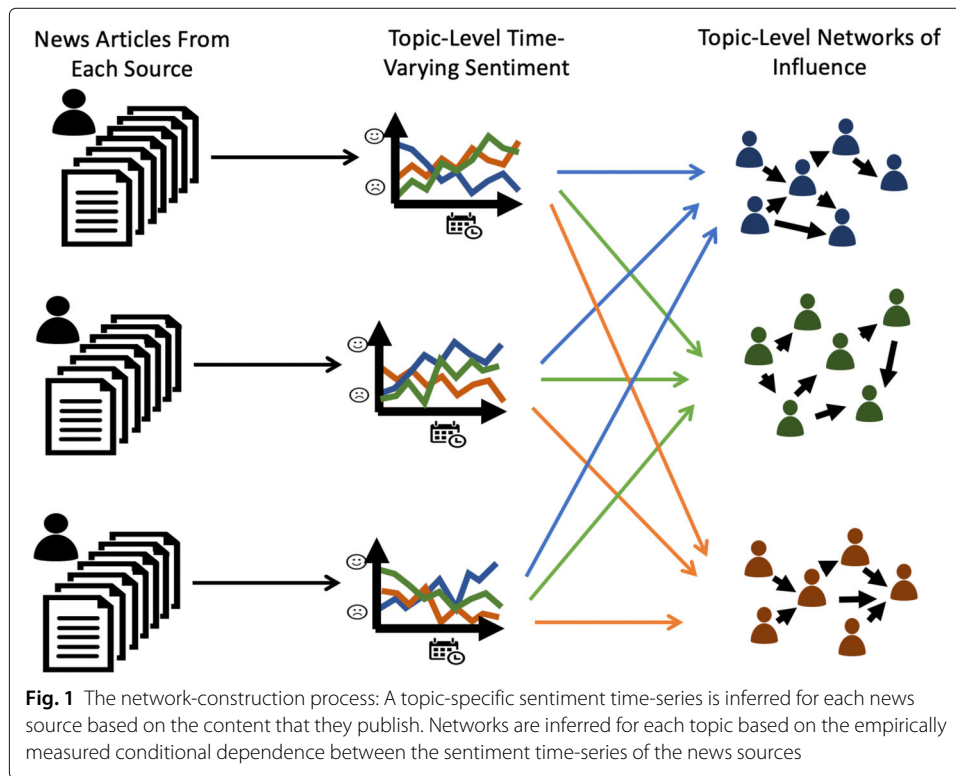 News Articles From
Each Source
Topic-Level Time-
Varying Sentiment
Topic-Level Networks of
Influence
Fig. 1 The network-construction process: A topic-specific sentiment time-series is inferred for each news
source based on the content that they publish. Networks are inferred for each topic based on the empirically
measured conditional dependence between the sentiment time-series of the news sources